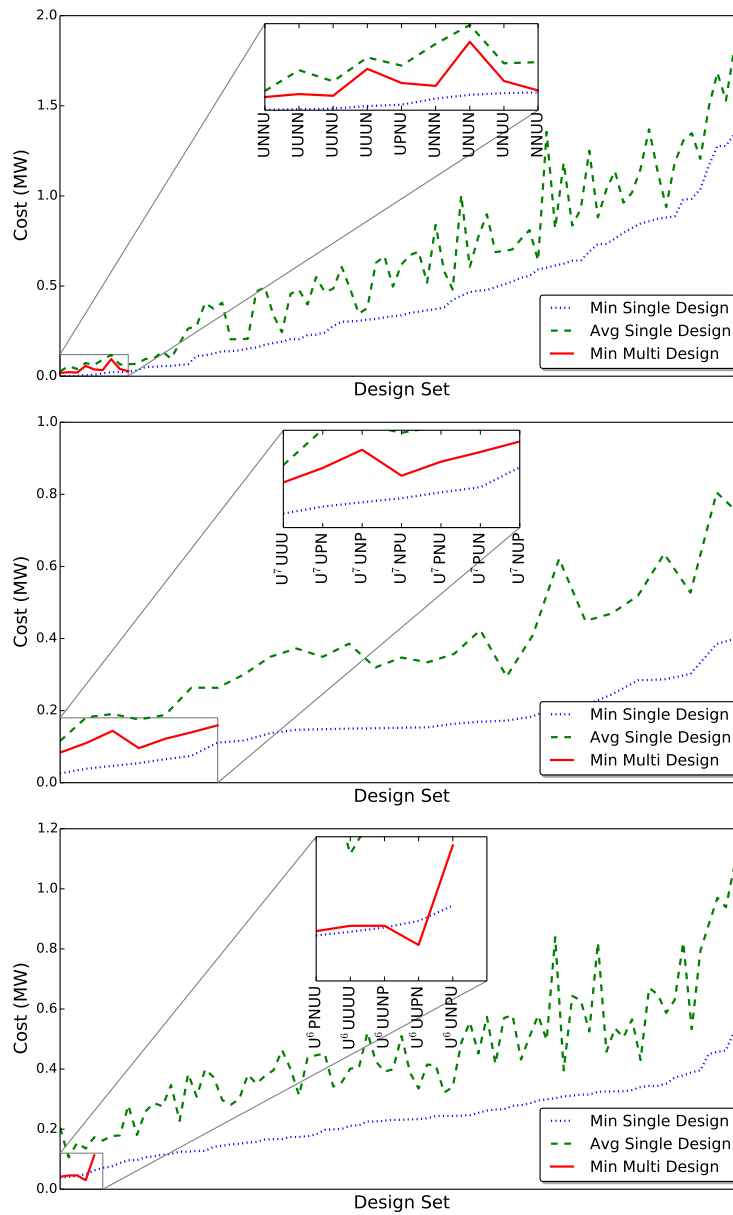 2.0
1.5
1.0
0.5
0.0
Cost (MW)
UNNU
UUNN
UUNU
UUUN
UPNU
UNNN
UNUN
UNUU
NNUU
Min Single Design
Avg Single Design
Min Multi Design
Design Set
1.0
0.8
0.6
0.4
0.2
0.0
Cost (MW)
U⁷ UUU
U⁷ UPN
U⁷ UNP
U⁷ NPU
U⁷ PNU
U⁷ PUN
U⁷ NUP
Min Single Design
Avg Single Design
Min Multi Design
Design Set
1.2
1.0
0.8
0.6
0.4
0.2
0.0
Cost (MW)
U⁶ PNUU
U⁶ UUUU
U⁶ UUNP
U⁶ UUPN
U⁶ UNPU
Min Single Design
Avg Single Design
Min Multi Design
Design Set